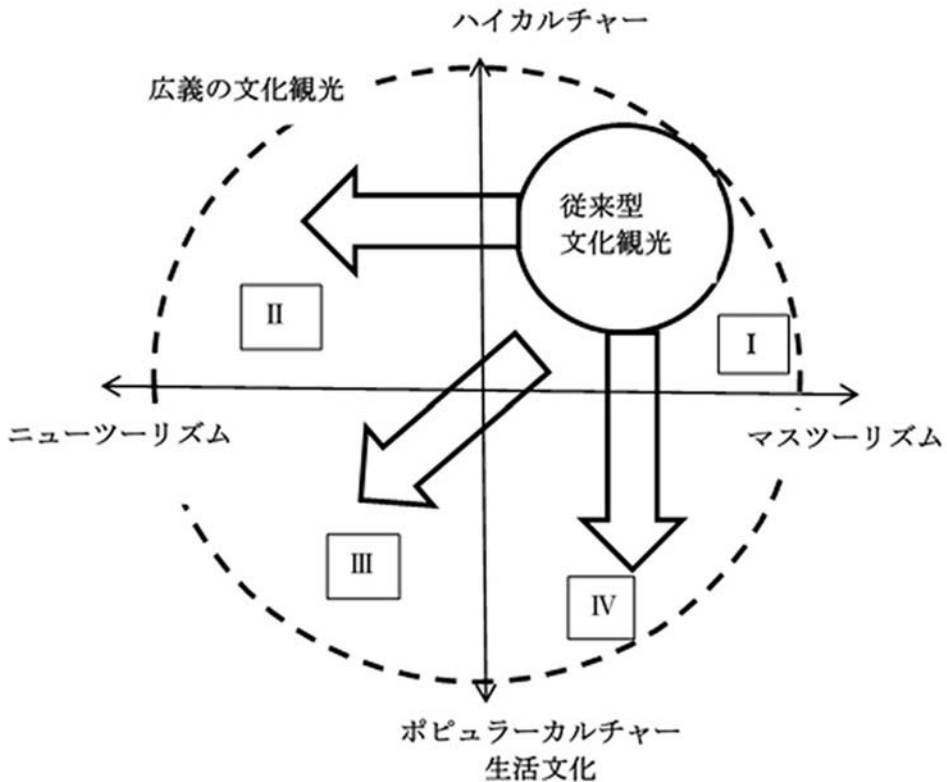 ハイカルチャー
広義の文化観光
従来型
文化観光
Ⅱ
Ⅰ
ニューツーリズム
マスツーリズム
Ⅲ
Ⅳ
ポピュラーカルチャー
生活文化